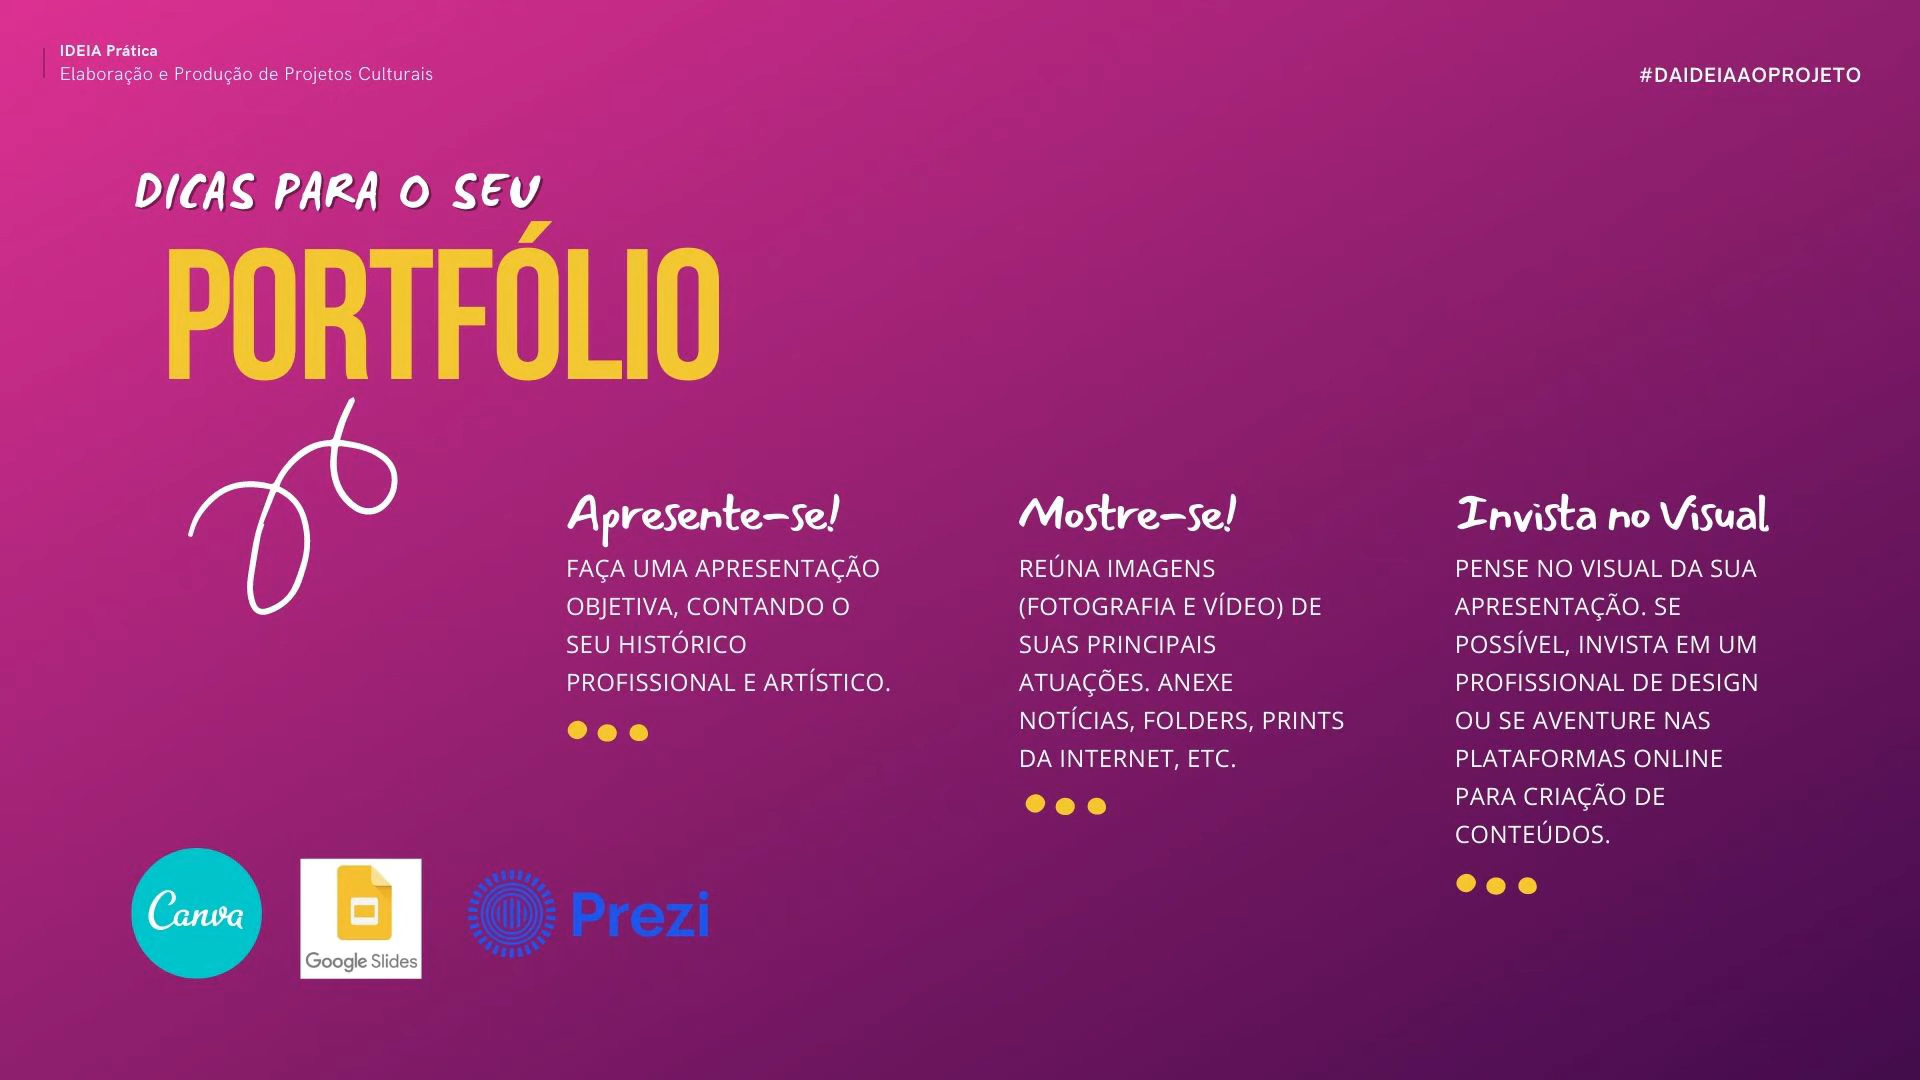 IDEIA Prática
Elaboração e Produção de Projetos Culturais
#DAIDEIAAOPROJETO
DICAS PARA O SEU
PORTFÓLIO
Apresente-se!
FAÇA UMA APRESENTAÇÃO
OBJETIVA, CONTANDO O
SEU HISTÓRICO
PROFISSIONAL E ARTÍSTICO.
Mostre-se!
REÚNA IMAGENS
(FOTOGRAFIA E VÍDEO) DE
SUAS PRINCIPAIS
ATUAÇÕES. ANEXE
NOTÍCIAS, FOLDERS, PRINTS
DA INTERNET, ETC.
Invista no Visual
PENSE NO VISUAL DA SUA
APRESENTAÇÃO. SE
POSSÍVEL, INVISTA EM UM
PROFISSIONAL DE DESIGN
OU SE AVENTURE NAS
PLATAFORMAS ONLINE
PARA CRIAÇÃO DE
CONTEÚDOS.
Canva
Google Slides
Prezi